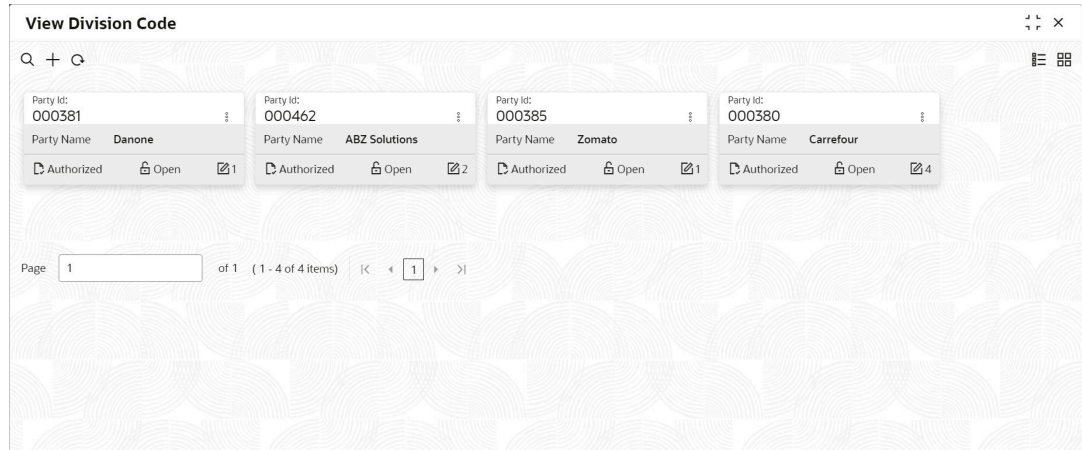 View Division Code
Party Id: Party Id: Party Id: Party Id:
000381 000462 000385 000380
Party Name Danone Party Name ABZ Solutions Party Name Zomato Party Name Carrefour
Authorized Open 1 Authorized Open 2 Authorized Open 1 Authorized Open 4
Page 1 of 1 ( 1 - 4 of 4 items) 1